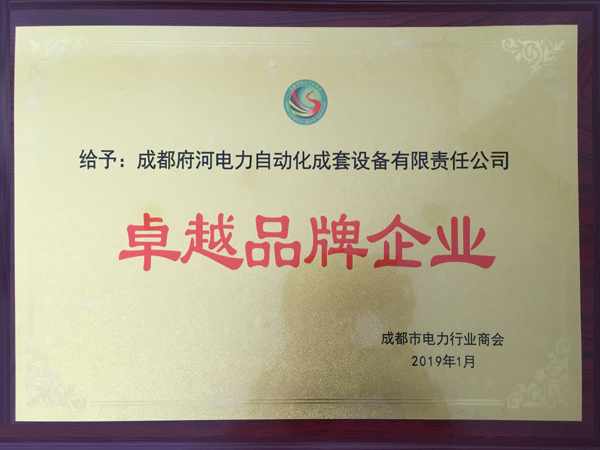 给予：成都府河电力自动化成套设备有限责任公司
卓越品牌企业
成都市电力行业商会
2019年1月